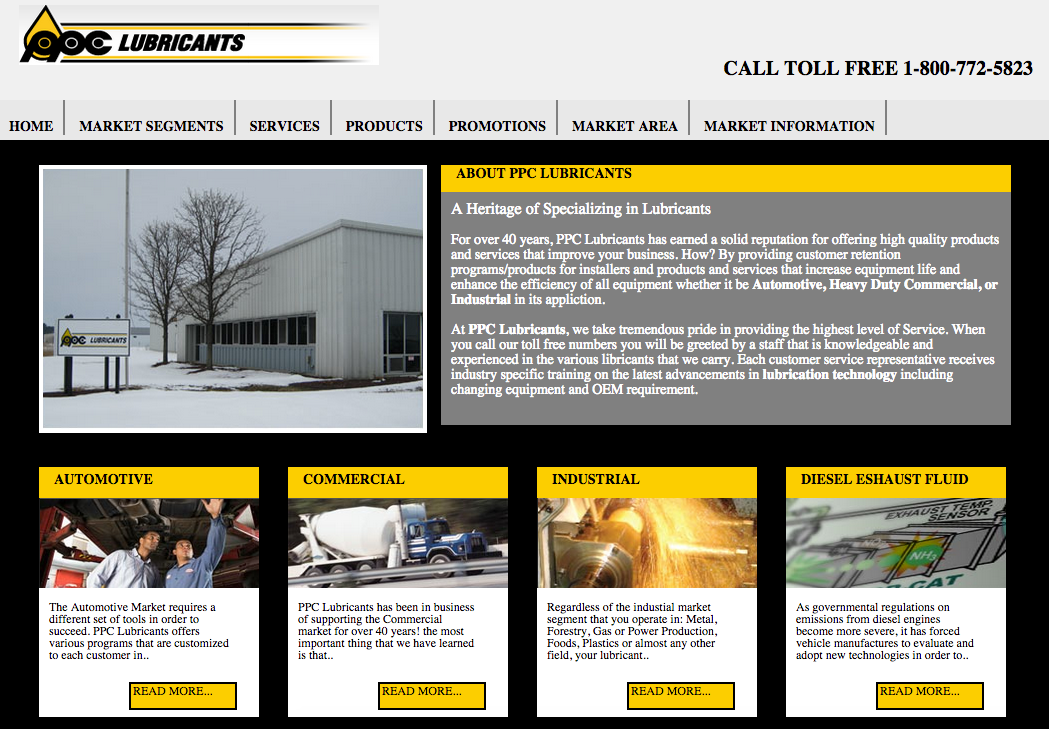 ppc LUBRICANTS
CALL TOLL FREE 1-800-772-5823
HOME MARKET SEGMENTS SERVICES PRODUCTS PROMOTIONS MARKET AREA MARKET INFORMATION
ppc LUBRICANTS
ABOUT PPC LUBRICANTS
A Heritage of Specializing in Lubricants
For over 40 years, PPC Lubricants has earned a solid reputation for offering high quality products
and services that improve your business. How? By providing customer retention
programs/products for installers and products and services that increase equipment life and
enhance the efficiency of all equipment whether it be Automotive, Heavy Duty Commercial, or
Industrial in its appliction.
At PPC Lubricants, we take tremendous pride in providing the highest level of Service. When
you call our toll free numbers you will be greeted by a staff that is knowledgeable and
experienced in the various libricants that we carry. Each customer service representative receives
industry specific training on the latest advancements in lubrication technology including
changing equipment and OEM requirement.
AUTOMOTIVE
The Automotive Market requires a
different set of tools in order to
succeed. PPC Lubricants offers
various programs that are customized
to each customer in..
READ MORE...
COMMERCIAL
PPC Lubricants has been in business
of supporting the Commercial
market for over 40 years! the most
important thing that we have learned
is that..
READ MORE...
INDUSTRIAL
Regardless of the industial market
segment that you operate in: Metal,
Forestry, Gas or Power Production,
Foods, Plastics or almost any other
field, your lubricant..
READ MORE...
DIESEL ESHAUST FLUID
EXHAUST TEMP
SENSOR
NH3
CAT
As governmental regulations on
emissions from diesel engines
become more severe, it has forced
vehicle manufactures to evaluate and
adopt new technologies in order to..
READ MORE...